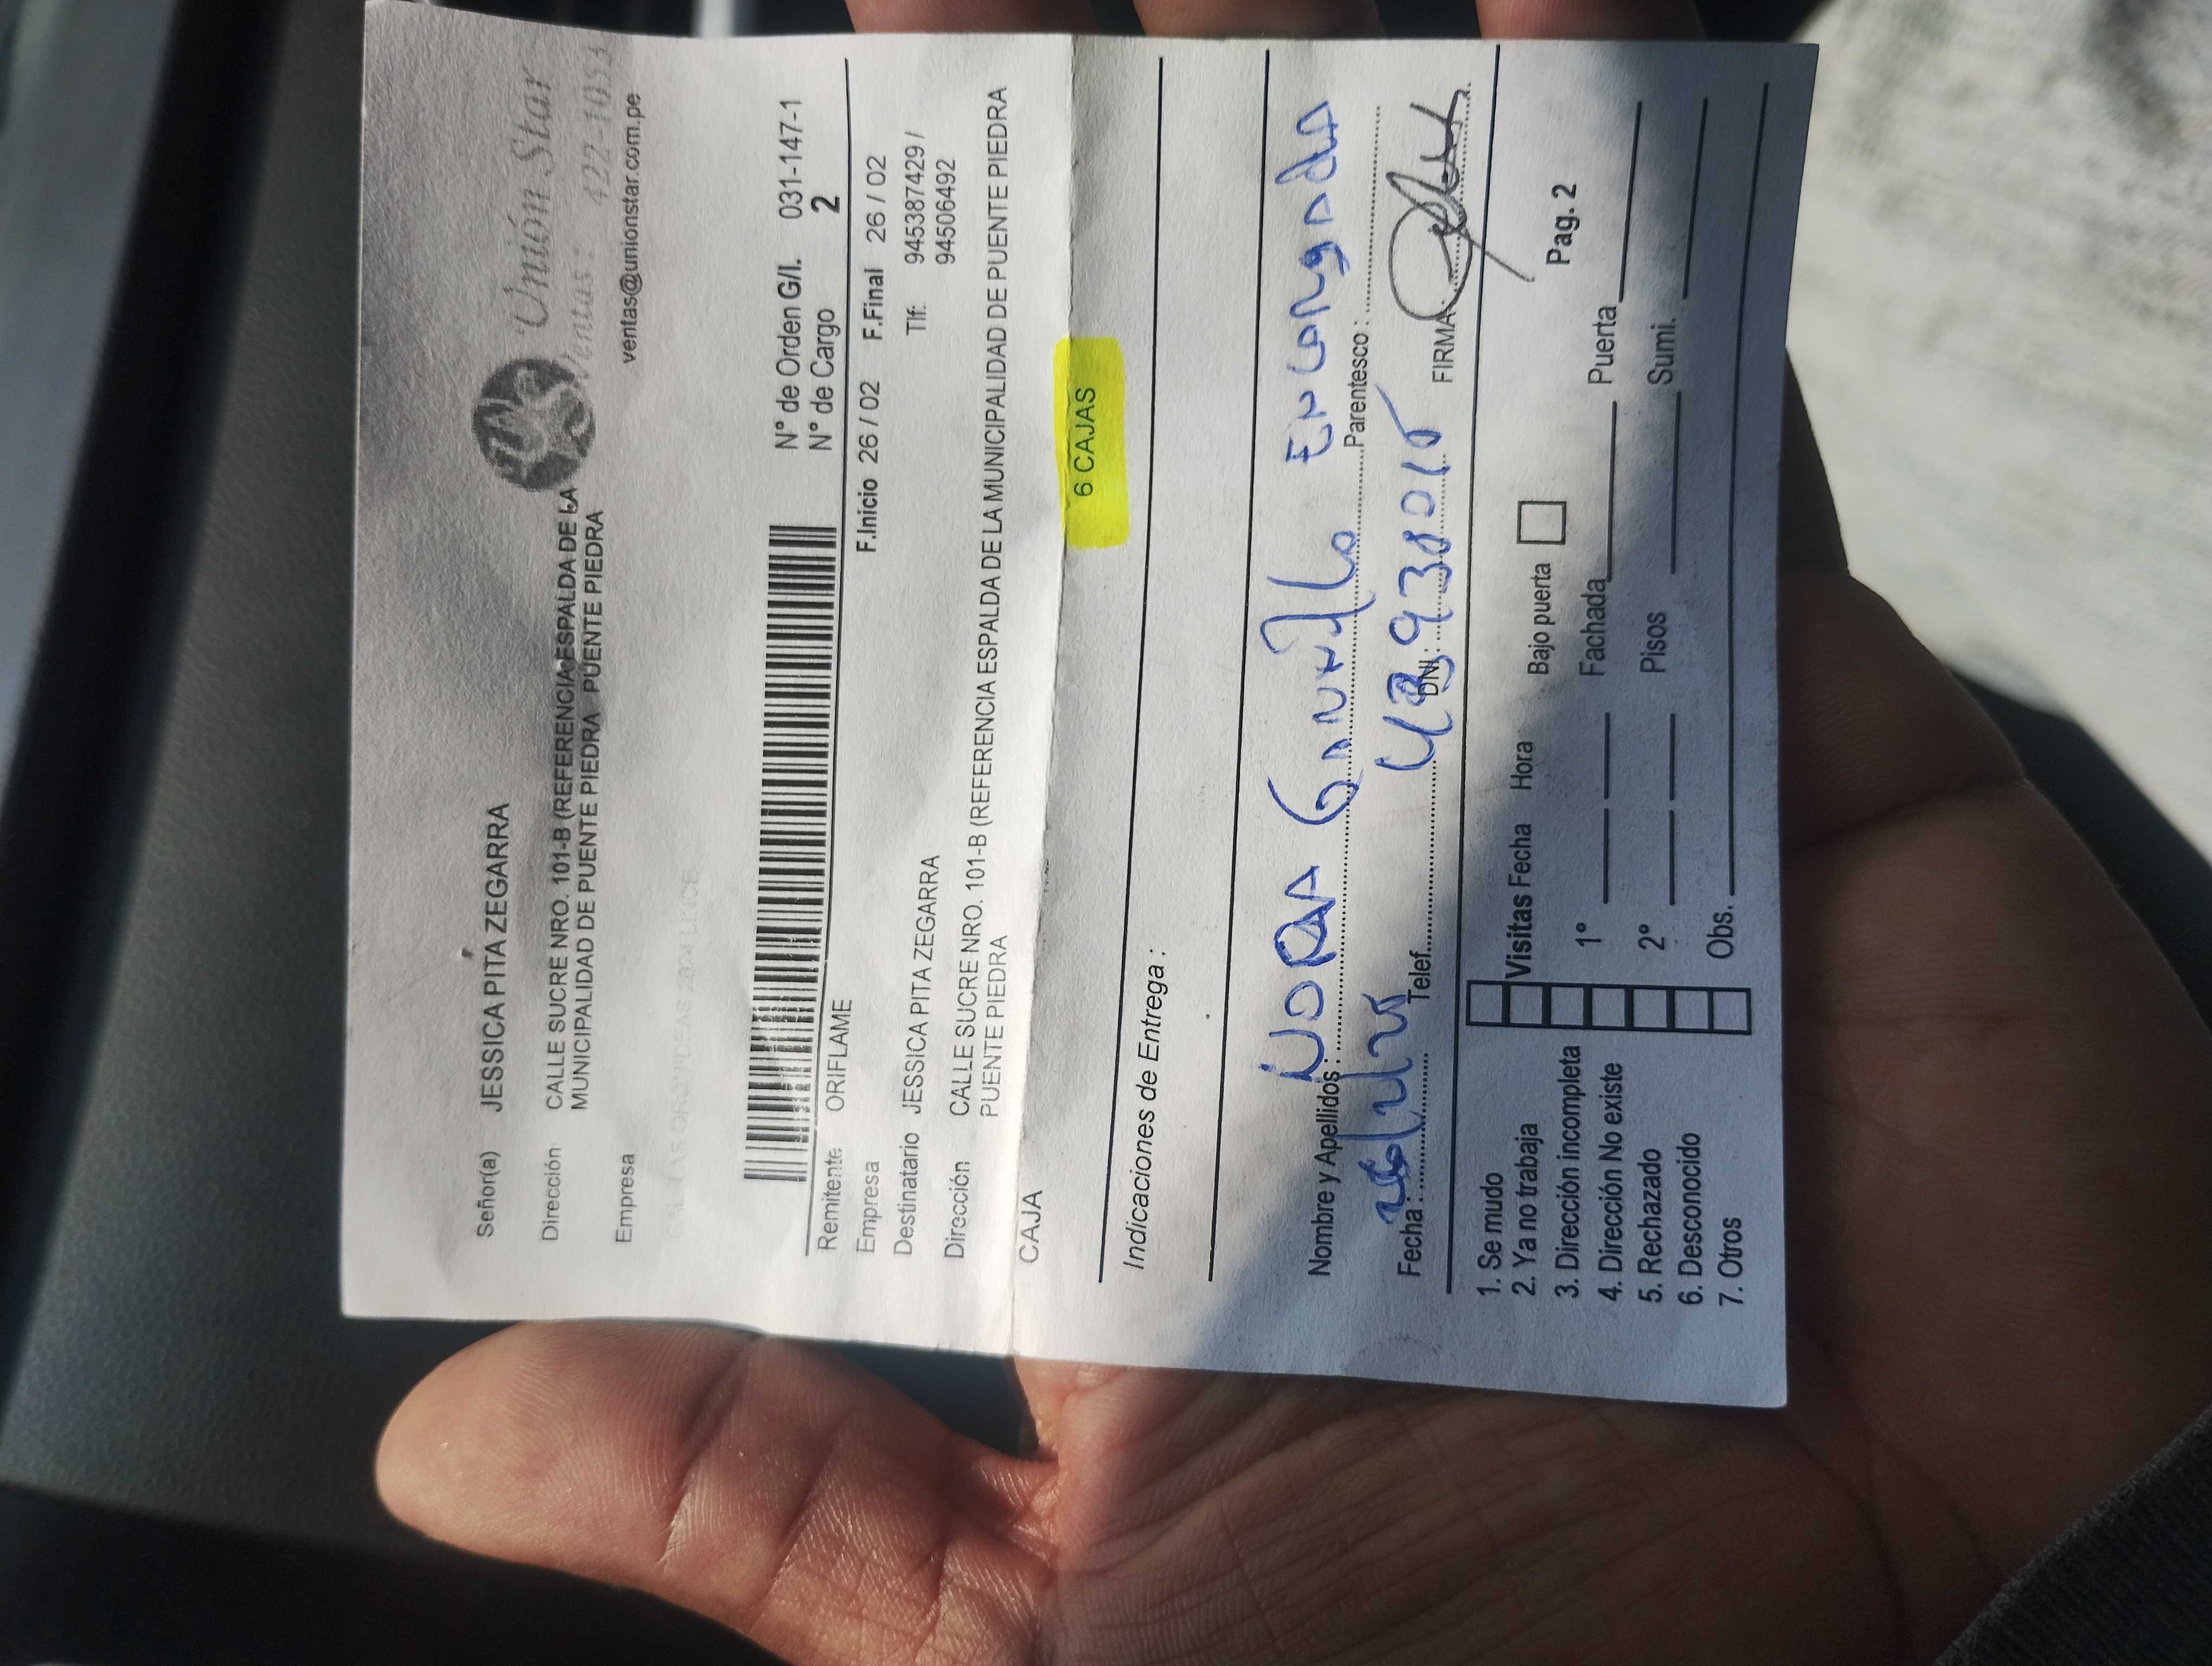 Unión Star
Ventas : 422-1053
ventas@unionstar.com.pe
Señor(a) JESSICA PITA ZEGARRA
Dirección CALLE SUCRE NRO. 101-B (REFERENCIA ESPALDA DE LA
MUNICIPALIDAD DE PUENTE PIEDRA PUENTE PIEDRA
Empresa
N° de Orden G/I. 031-147-1
N° de Cargo 2
Remitente ORIFLAME
F.Inicio 26 / 02 F.Final 26 / 02
Empresa
Destinatario JESSICA PITA ZEGARRA
Tlf: 945387429 /
94506492
Dirección CALLE SUCRE NRO. 101-B (REFERENCIA ESPALDA DE LA MUNICIPALIDAD DE PUENTE PIEDRA
PUENTE PIEDRA
CAJA
6 CAJAS
Indicaciones de Entrega :
Nombre y Apellidos : NORA Parentesco : ENCARGADA
Fecha : Telef. DNI : FIRMA:
1. Se mudo
2. Ya no trabaja Visitas Fecha Hora Bajo puerta Pag. 2
3. Dirección incompleta 1° Fachada Puerta
4. Dirección No existe
5. Rechazado 2° Pisos Sumi.
6. Desconocido
7. Otros Obs.